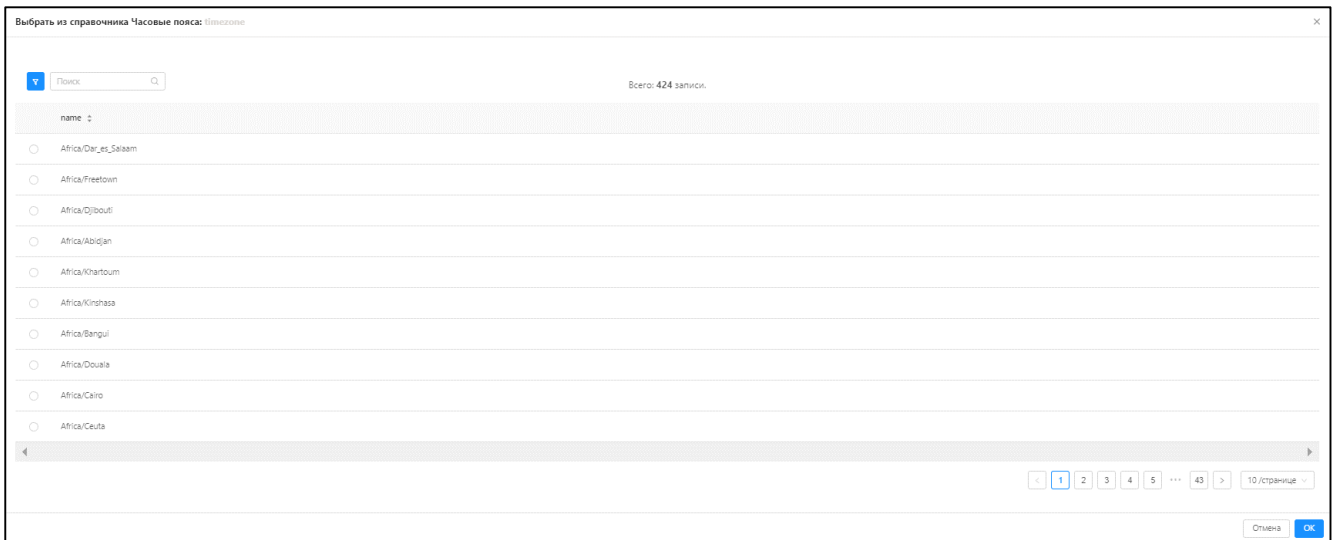 Выбрать из справочника Часовые пояса: timezone
Поиск
Всего: 424 записи.
name
Africa/Dar_es_Salaam
Africa/Freetown
Africa/Djibouti
Africa/Abidjan
Africa/Khartoum
Africa/Kinshasa
Africa/Bangui
Africa/Douala
Africa/Cairo
Africa/Ceuta
< 1 2 3 4 5 ••• 43 > 10 /странице
Отмена OK